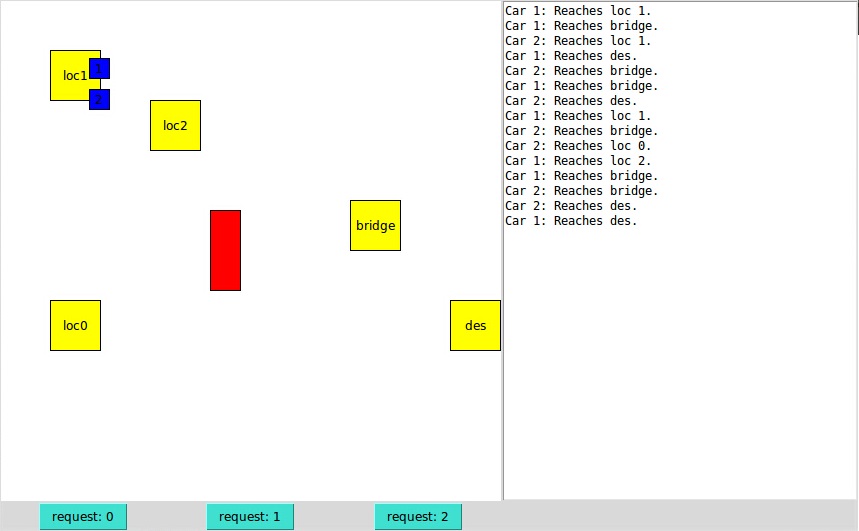 loc1
1
2
loc2
bridge
loc0
des
Car 1: Reaches loc 1.
Car 1: Reaches bridge.
Car 2: Reaches loc 1.
Car 1: Reaches des.
Car 2: Reaches bridge.
Car 1: Reaches bridge.
Car 2: Reaches des.
Car 1: Reaches loc 1.
Car 2: Reaches bridge.
Car 2: Reaches loc 0.
Car 1: Reaches loc 2.
Car 1: Reaches bridge.
Car 2: Reaches bridge.
Car 2: Reaches des.
Car 1: Reaches des.
request: 0
request: 1
request: 2